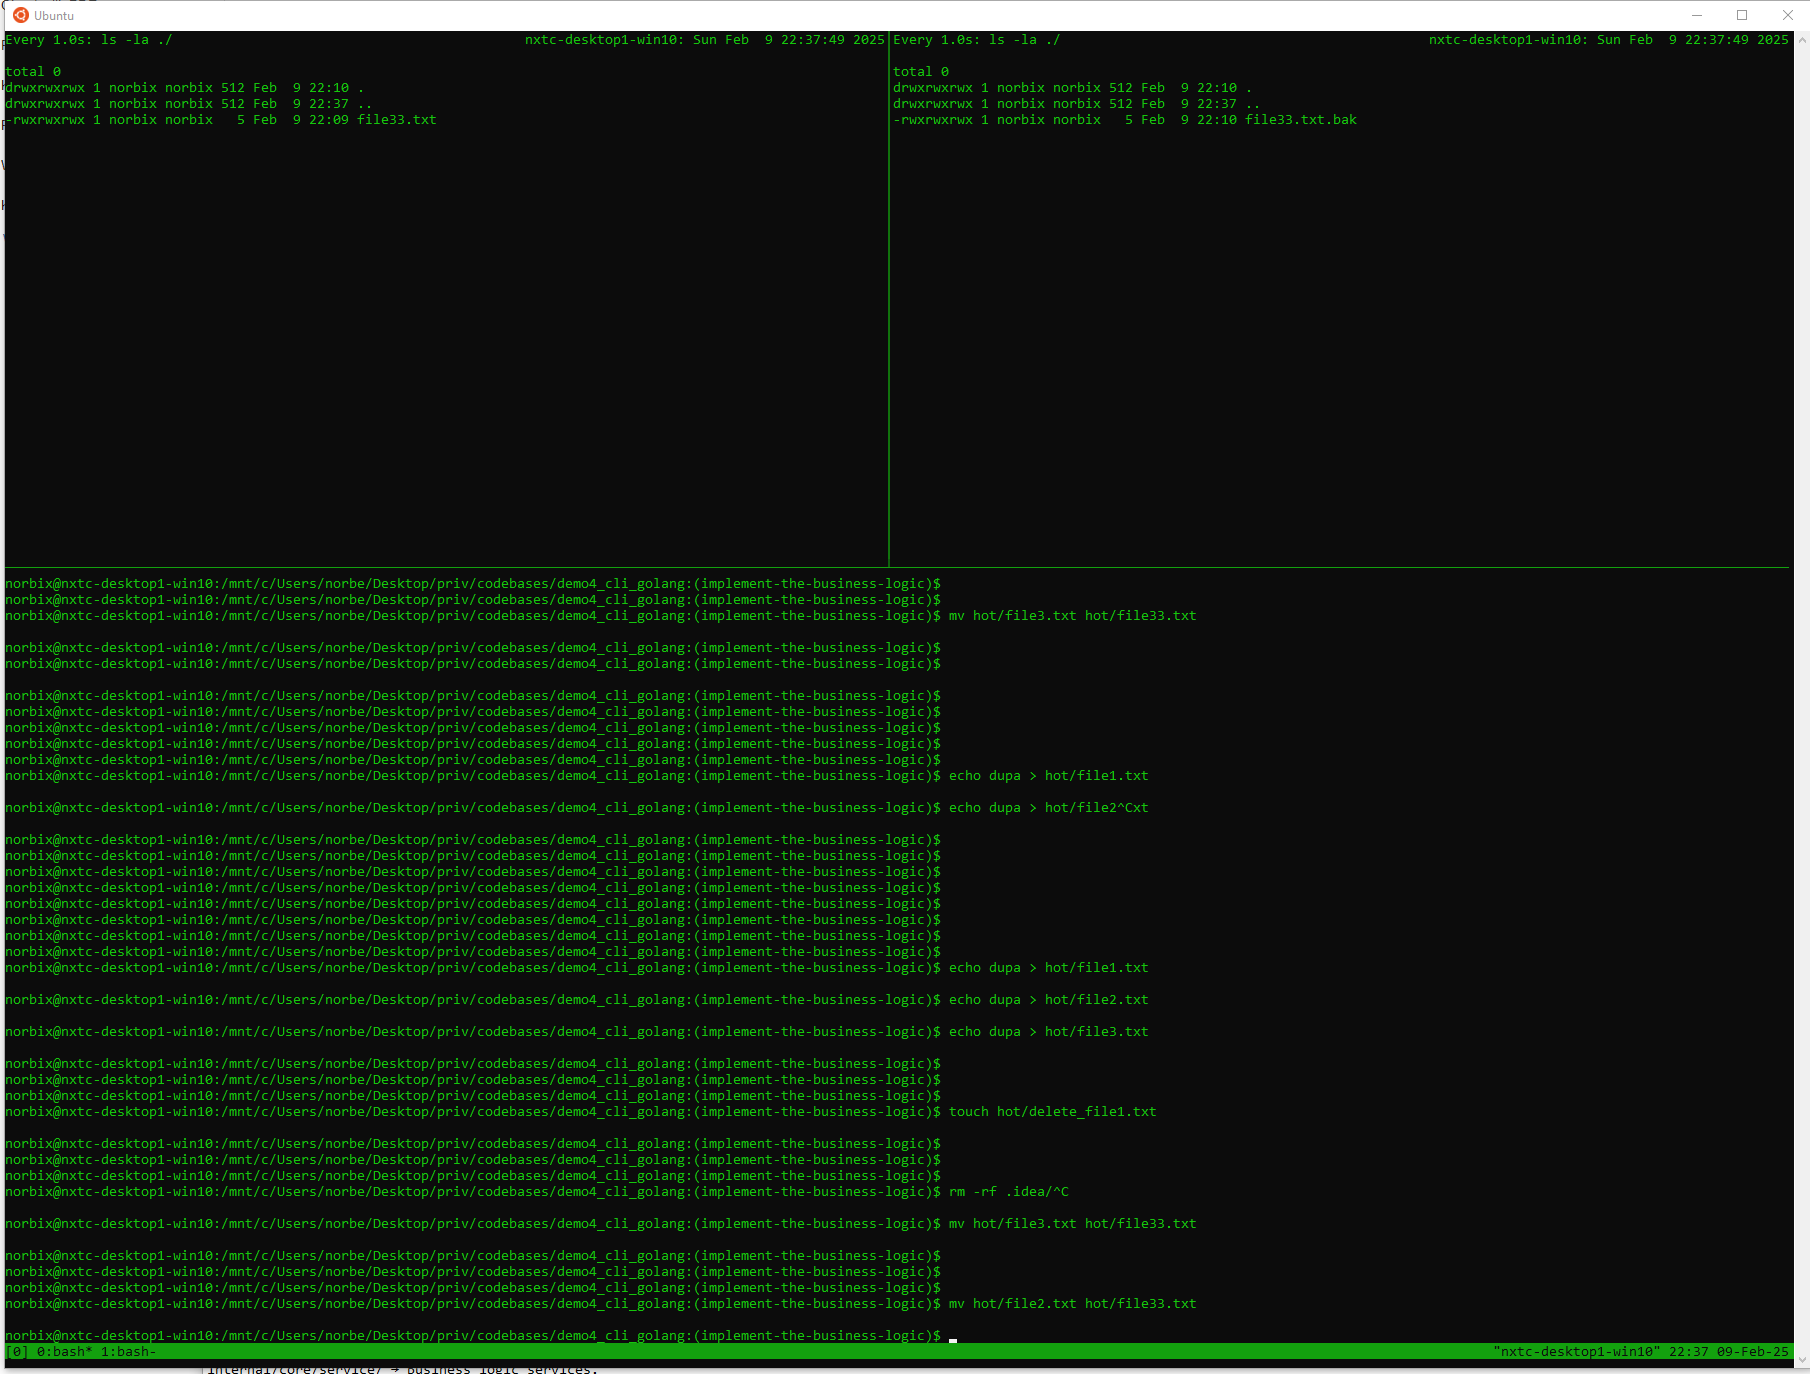 Ubuntu
Every 1.0s: ls -la ./ nxtc-desktop1-win10: Sun Feb  9 22:37:49 2025
total 0
drwxrwxrwx 1 norbix norbix 512 Feb  9 22:10 .
drwxrwxrwx 1 norbix norbix 512 Feb  9 22:37 ..
-rwxrwxrwx 1 norbix norbix   5 Feb  9 22:09 file33.txt
Every 1.0s: ls -la ./ nxtc-desktop1-win10: Sun Feb  9 22:37:49 2025
total 0
drwxrwxrwx 1 norbix norbix 512 Feb  9 22:10 .
drwxrwxrwx 1 norbix norbix 512 Feb  9 22:37 ..
-rwxrwxrwx 1 norbix norbix   5 Feb  9 22:10 file33.txt.bak
norbix@nxtc-desktop1-win10:/mnt/c/Users/norbe/Desktop/priv/codebases/demo4_cli_golang:(implement-the-business-logic)$
norbix@nxtc-desktop1-win10:/mnt/c/Users/norbe/Desktop/priv/codebases/demo4_cli_golang:(implement-the-business-logic)$
norbix@nxtc-desktop1-win10:/mnt/c/Users/norbe/Desktop/priv/codebases/demo4_cli_golang:(implement-the-business-logic)$ mv hot/file3.txt hot/file33.txt
norbix@nxtc-desktop1-win10:/mnt/c/Users/norbe/Desktop/priv/codebases/demo4_cli_golang:(implement-the-business-logic)$
norbix@nxtc-desktop1-win10:/mnt/c/Users/norbe/Desktop/priv/codebases/demo4_cli_golang:(implement-the-business-logic)$
norbix@nxtc-desktop1-win10:/mnt/c/Users/norbe/Desktop/priv/codebases/demo4_cli_golang:(implement-the-business-logic)$
norbix@nxtc-desktop1-win10:/mnt/c/Users/norbe/Desktop/priv/codebases/demo4_cli_golang:(implement-the-business-logic)$
norbix@nxtc-desktop1-win10:/mnt/c/Users/norbe/Desktop/priv/codebases/demo4_cli_golang:(implement-the-business-logic)$
norbix@nxtc-desktop1-win10:/mnt/c/Users/norbe/Desktop/priv/codebases/demo4_cli_golang:(implement-the-business-logic)$
norbix@nxtc-desktop1-win10:/mnt/c/Users/norbe/Desktop/priv/codebases/demo4_cli_golang:(implement-the-business-logic)$
norbix@nxtc-desktop1-win10:/mnt/c/Users/norbe/Desktop/priv/codebases/demo4_cli_golang:(implement-the-business-logic)$ echo dupa > hot/file1.txt
norbix@nxtc-desktop1-win10:/mnt/c/Users/norbe/Desktop/priv/codebases/demo4_cli_golang:(implement-the-business-logic)$ echo dupa > hot/file2^Cxt
norbix@nxtc-desktop1-win10:/mnt/c/Users/norbe/Desktop/priv/codebases/demo4_cli_golang:(implement-the-business-logic)$
norbix@nxtc-desktop1-win10:/mnt/c/Users/norbe/Desktop/priv/codebases/demo4_cli_golang:(implement-the-business-logic)$
norbix@nxtc-desktop1-win10:/mnt/c/Users/norbe/Desktop/priv/codebases/demo4_cli_golang:(implement-the-business-logic)$
norbix@nxtc-desktop1-win10:/mnt/c/Users/norbe/Desktop/priv/codebases/demo4_cli_golang:(implement-the-business-logic)$
norbix@nxtc-desktop1-win10:/mnt/c/Users/norbe/Desktop/priv/codebases/demo4_cli_golang:(implement-the-business-logic)$
norbix@nxtc-desktop1-win10:/mnt/c/Users/norbe/Desktop/priv/codebases/demo4_cli_golang:(implement-the-business-logic)$
norbix@nxtc-desktop1-win10:/mnt/c/Users/norbe/Desktop/priv/codebases/demo4_cli_golang:(implement-the-business-logic)$
norbix@nxtc-desktop1-win10:/mnt/c/Users/norbe/Desktop/priv/codebases/demo4_cli_golang:(implement-the-business-logic)$
norbix@nxtc-desktop1-win10:/mnt/c/Users/norbe/Desktop/priv/codebases/demo4_cli_golang:(implement-the-business-logic)$ echo dupa > hot/file1.txt
norbix@nxtc-desktop1-win10:/mnt/c/Users/norbe/Desktop/priv/codebases/demo4_cli_golang:(implement-the-business-logic)$ echo dupa > hot/file2.txt
norbix@nxtc-desktop1-win10:/mnt/c/Users/norbe/Desktop/priv/codebases/demo4_cli_golang:(implement-the-business-logic)$ echo dupa > hot/file3.txt
norbix@nxtc-desktop1-win10:/mnt/c/Users/norbe/Desktop/priv/codebases/demo4_cli_golang:(implement-the-business-logic)$
norbix@nxtc-desktop1-win10:/mnt/c/Users/norbe/Desktop/priv/codebases/demo4_cli_golang:(implement-the-business-logic)$
norbix@nxtc-desktop1-win10:/mnt/c/Users/norbe/Desktop/priv/codebases/demo4_cli_golang:(implement-the-business-logic)$
norbix@nxtc-desktop1-win10:/mnt/c/Users/norbe/Desktop/priv/codebases/demo4_cli_golang:(implement-the-business-logic)$ touch hot/delete_file1.txt
norbix@nxtc-desktop1-win10:/mnt/c/Users/norbe/Desktop/priv/codebases/demo4_cli_golang:(implement-the-business-logic)$
norbix@nxtc-desktop1-win10:/mnt/c/Users/norbe/Desktop/priv/codebases/demo4_cli_golang:(implement-the-business-logic)$
norbix@nxtc-desktop1-win10:/mnt/c/Users/norbe/Desktop/priv/codebases/demo4_cli_golang:(implement-the-business-logic)$
norbix@nxtc-desktop1-win10:/mnt/c/Users/norbe/Desktop/priv/codebases/demo4_cli_golang:(implement-the-business-logic)$ rm -rf .idea/^C
norbix@nxtc-desktop1-win10:/mnt/c/Users/norbe/Desktop/priv/codebases/demo4_cli_golang:(implement-the-business-logic)$ mv hot/file3.txt hot/file33.txt
norbix@nxtc-desktop1-win10:/mnt/c/Users/norbe/Desktop/priv/codebases/demo4_cli_golang:(implement-the-business-logic)$
norbix@nxtc-desktop1-win10:/mnt/c/Users/norbe/Desktop/priv/codebases/demo4_cli_golang:(implement-the-business-logic)$
norbix@nxtc-desktop1-win10:/mnt/c/Users/norbe/Desktop/priv/codebases/demo4_cli_golang:(implement-the-business-logic)$
norbix@nxtc-desktop1-win10:/mnt/c/Users/norbe/Desktop/priv/codebases/demo4_cli_golang:(implement-the-business-logic)$ mv hot/file2.txt hot/file33.txt
norbix@nxtc-desktop1-win10:/mnt/c/Users/norbe/Desktop/priv/codebases/demo4_cli_golang:(implement-the-business-logic)$
[0] 0:bash* 1:bash- "nxtc-desktop1-win10" 22:37 09-Feb-25
internal/core/service/ → business logic services.